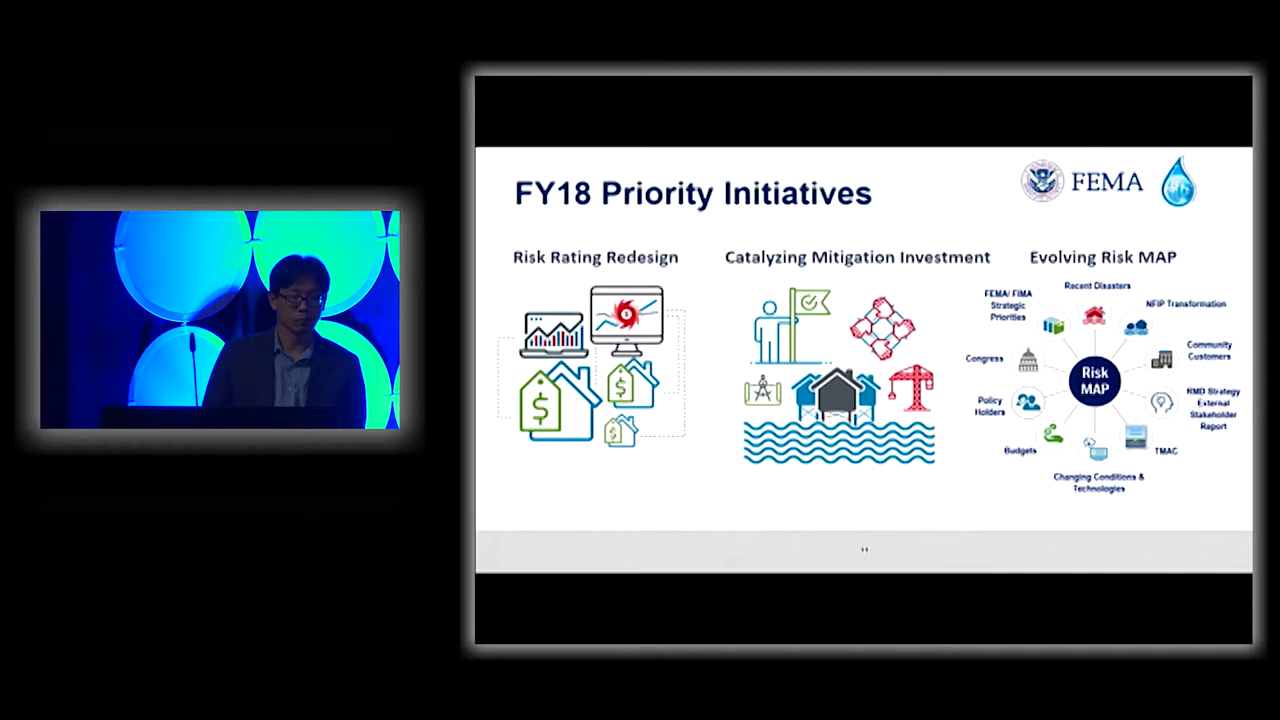 FY18 Priority Initiatives
FEMA
Risk Rating Redesign
Catalyzing Mitigation Investment
Evolving Risk MAP
Recent Disasters
FEMA/ FIMA
Strategic
Priorities
NFIP Transformation
Congress
Community
Customers
Risk
MAP
Policy
Holders
RMD Strategy
External
Stakeholder
Report
Budgets
TMAC
Changing Conditions &
Technologies
$
$
$
11